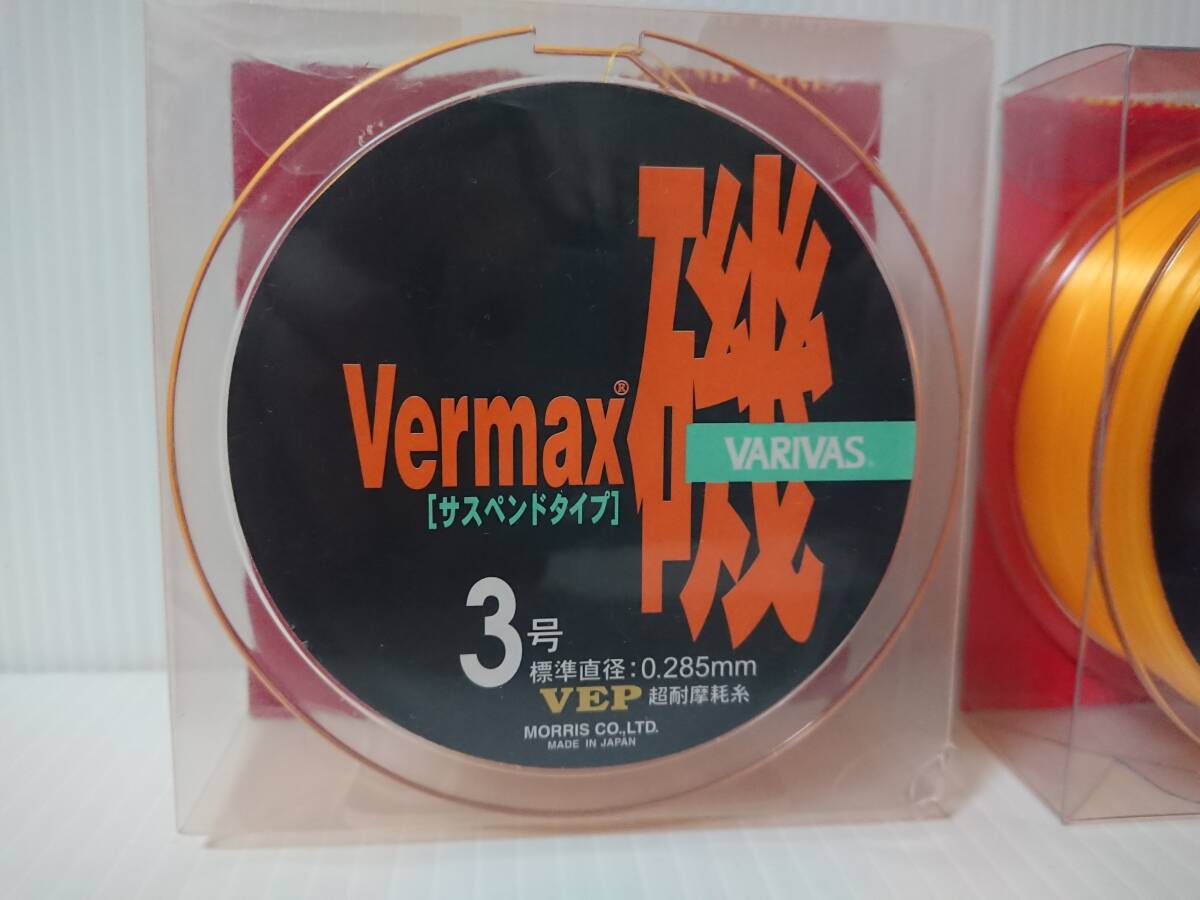 磯
Vermax®
VARIVAS
[サスペンドタイプ]
3号
標準直径:0.285mm
VEP 超耐摩耗糸
MORRIS CO.,LTD.
MADE IN JAPAN